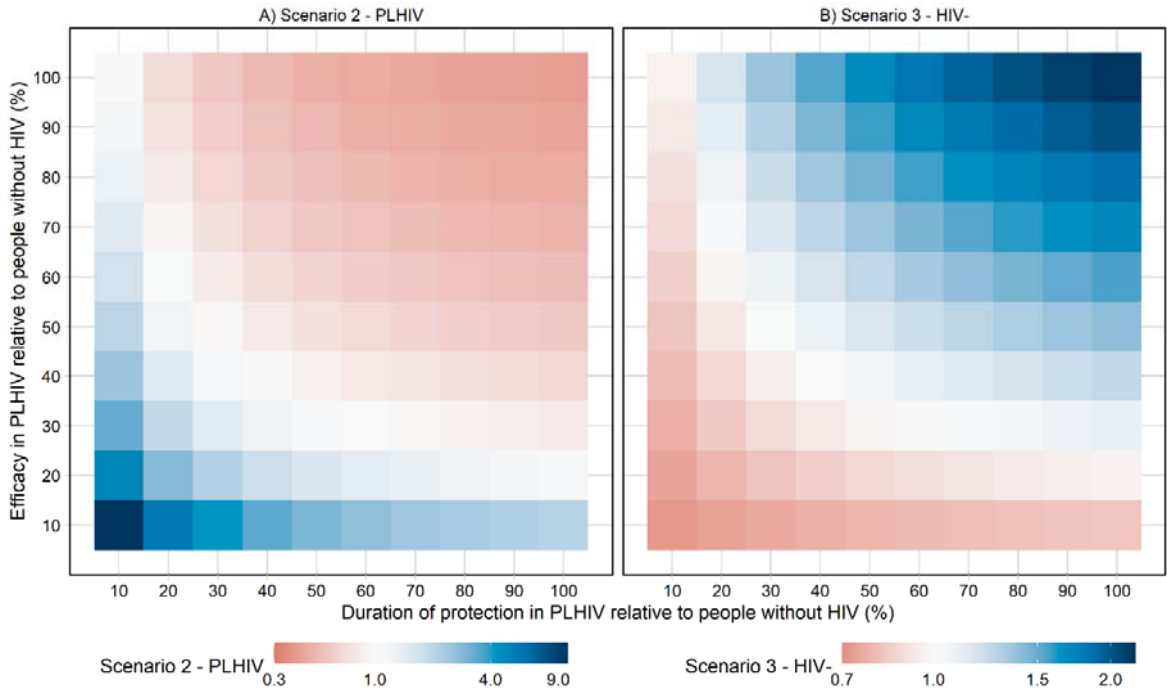 A) Scenario 2 - PLHIV
B) Scenario 3 - HIV-
Efficacy in PLHIV relative to people without HIV (%)
100
90
80
70
60
50
40
30
20
10
10 20 30 40 50 60 70 80 90 100
10 20 30 40 50 60 70 80 90 100
Duration of protection in PLHIV relative to people without HIV (%)
Scenario 2 - PLHIV
0.3 1.0 4.0 9.0
Scenario 3 - HIV-
0.7 1.0 1.5 2.0